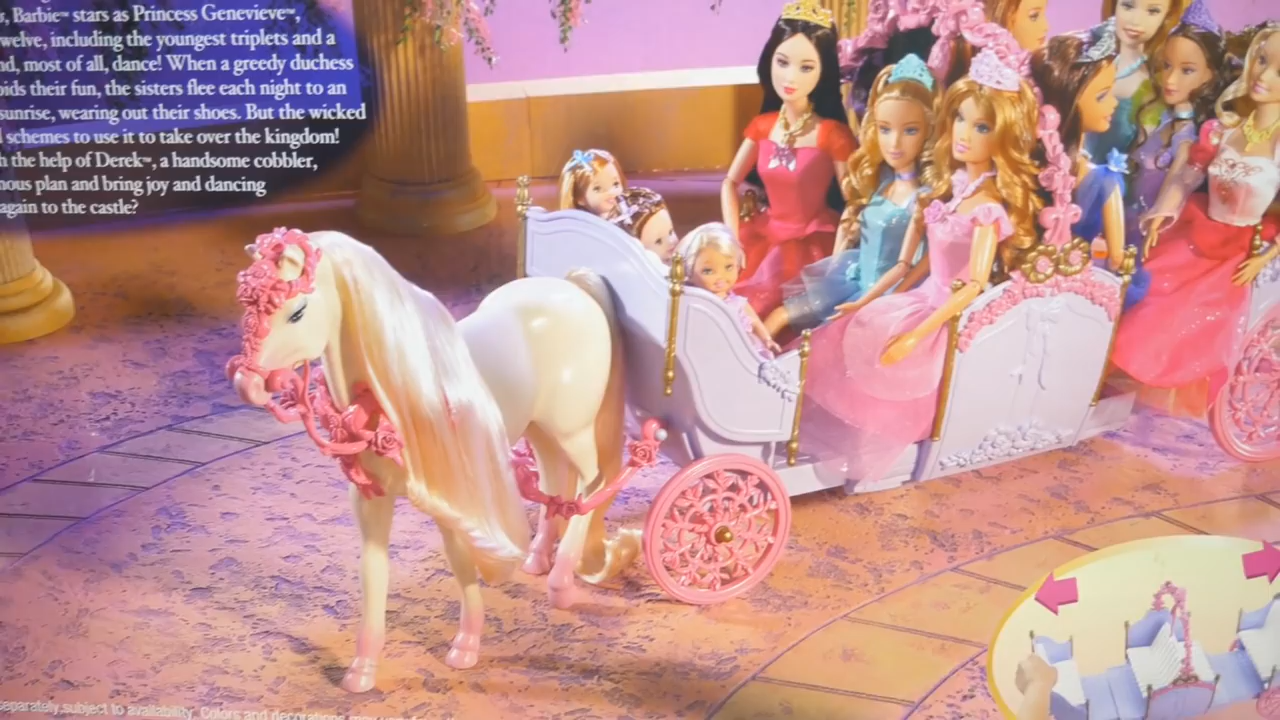 , Barbie™ stars as Princess Genevieve™,
welve, including the youngest triplets and a
nd, most of all, dance! When a greedy duchess
oids their fun, the sisters flee each night to an
sunrise, wearing out their shoes. But the wicked
schemes to use it to take over the kingdom!
h the help of Derek™, a handsome cobbler,
nous plan and bring joy and dancing
again to the castle?
separately, subject to availability. Colors and decorations may